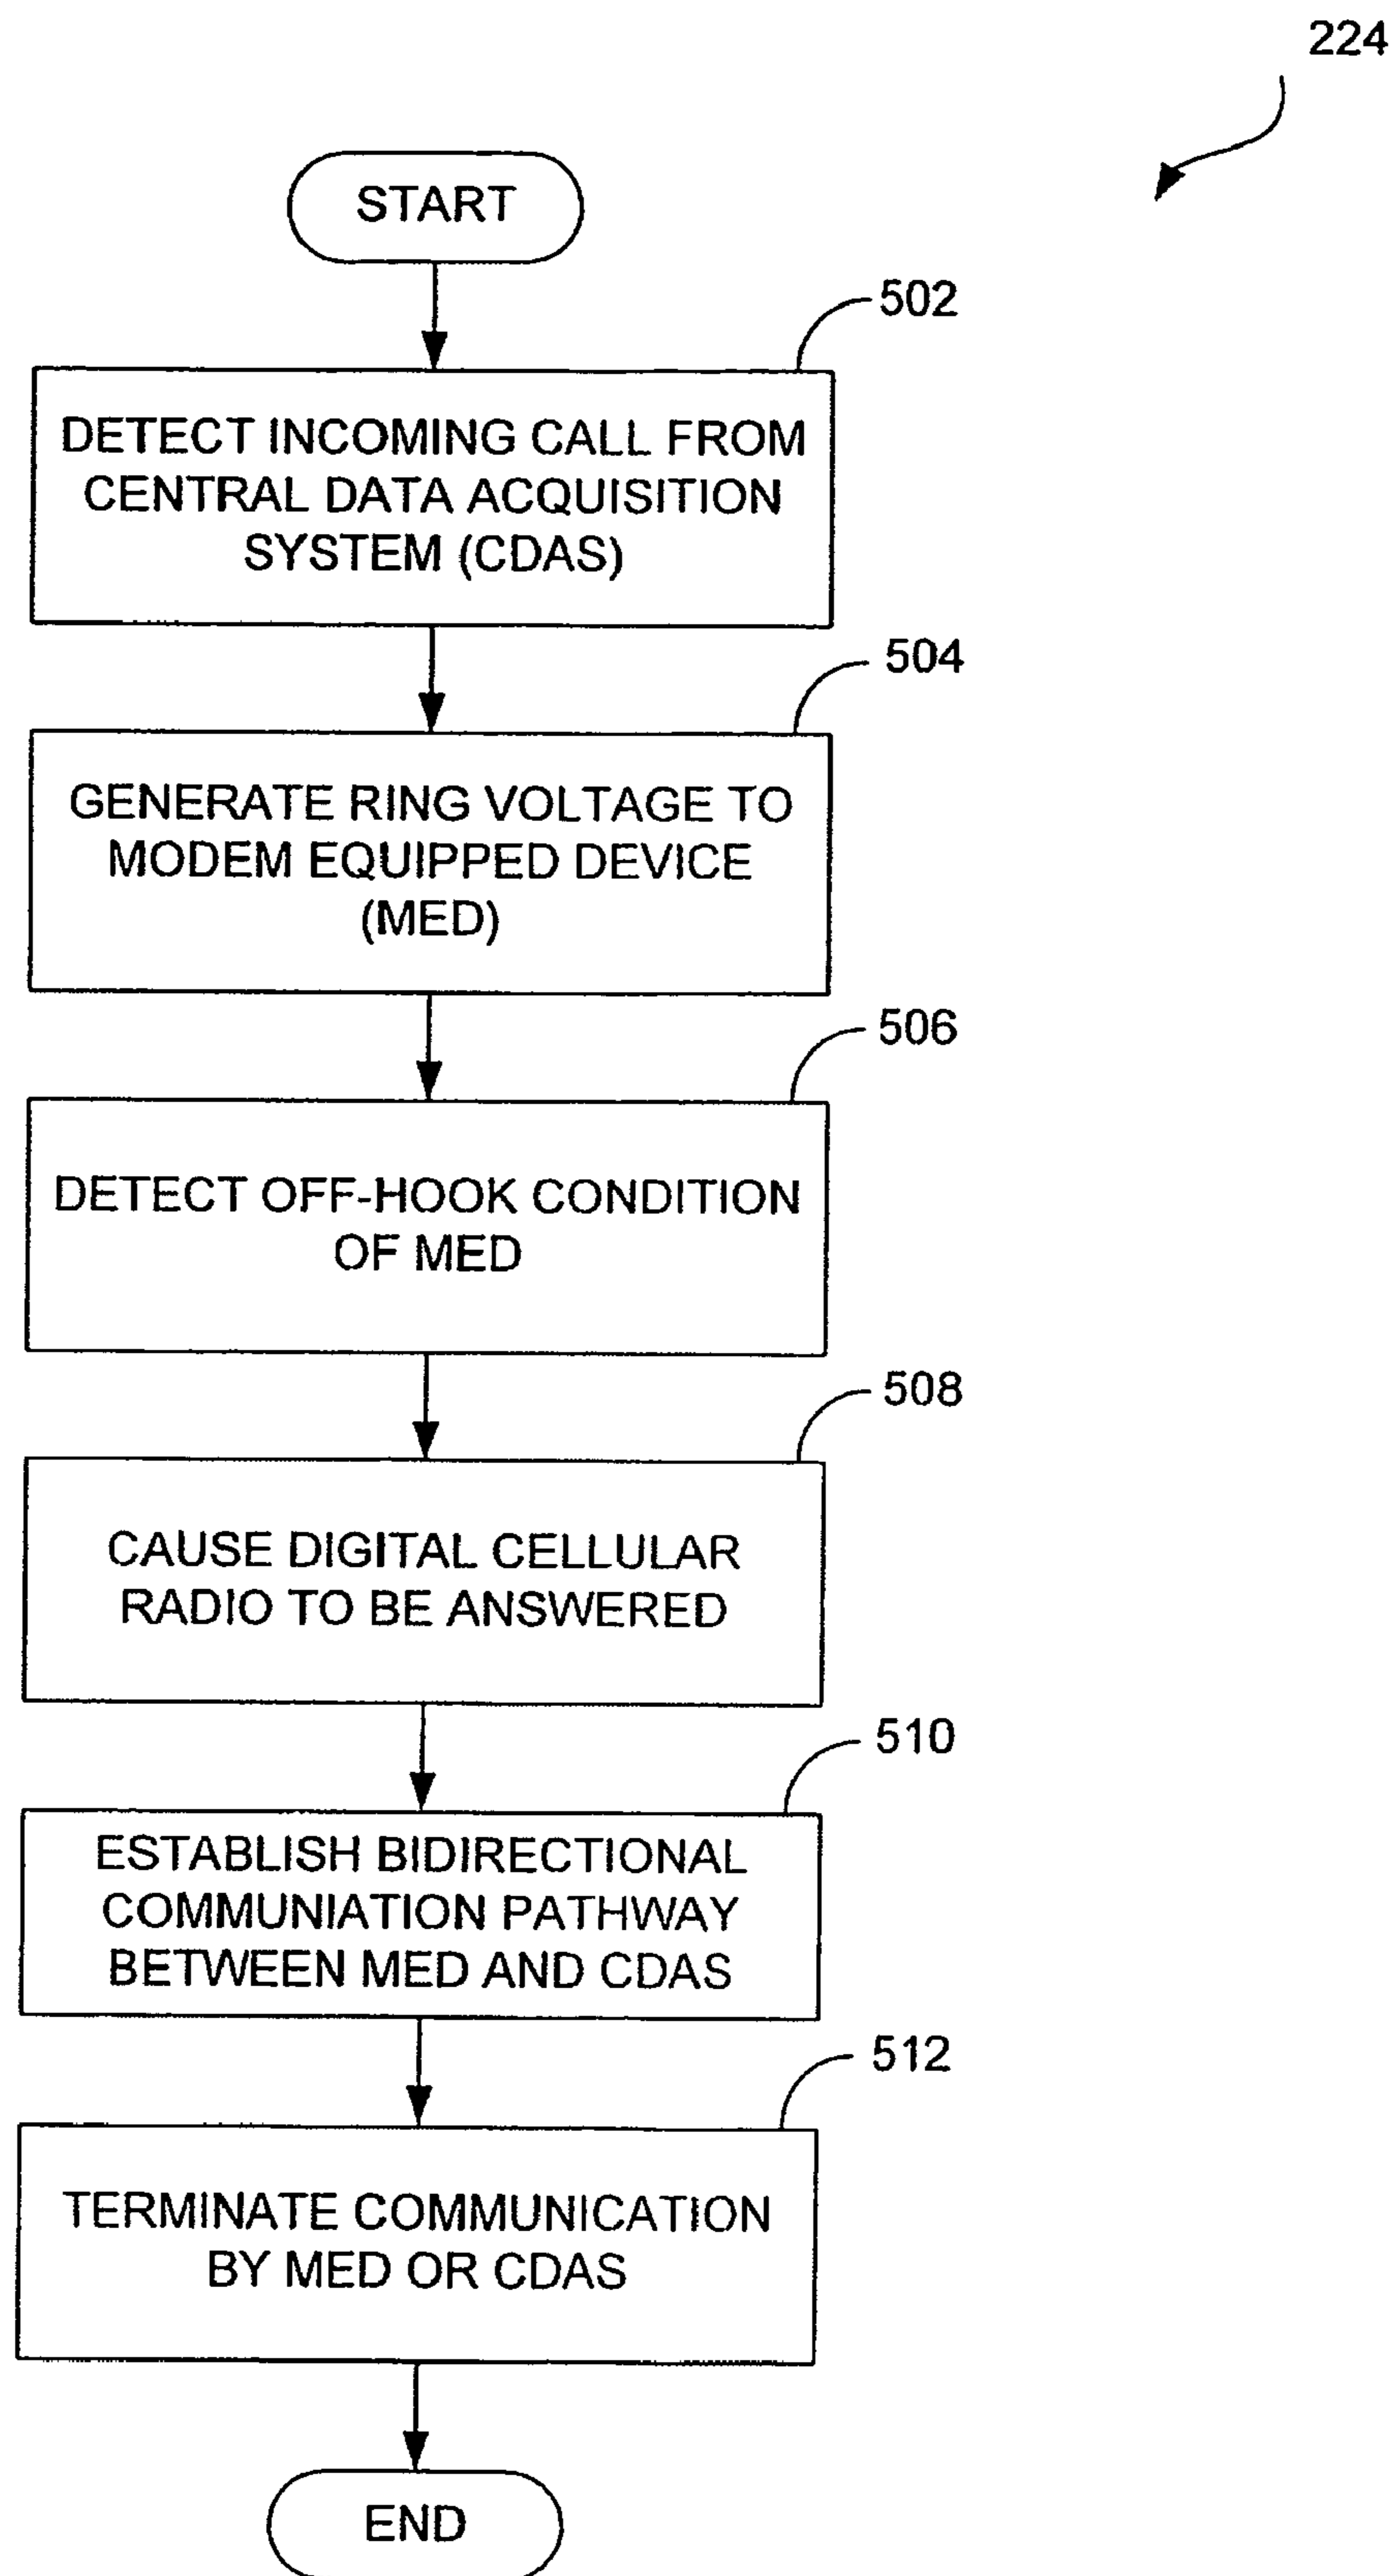 224
START
502
DETECT INCOMING CALL FROM
CENTRAL DATA ACQUISITION
SYSTEM (CDAS)
504
GENERATE RING VOLTAGE TO
MODEM EQUIPPED DEVICE
(MED)
506
DETECT OFF-HOOK CONDITION
OF MED
508
CAUSE DIGITAL CELLULAR
RADIO TO BE ANSWERED
510
ESTABLISH BIDIRECTIONAL
COMMUNIATION PATHWAY
BETWEEN MED AND CDAS
512
TERMINATE COMMUNICATION
BY MED OR CDAS
END